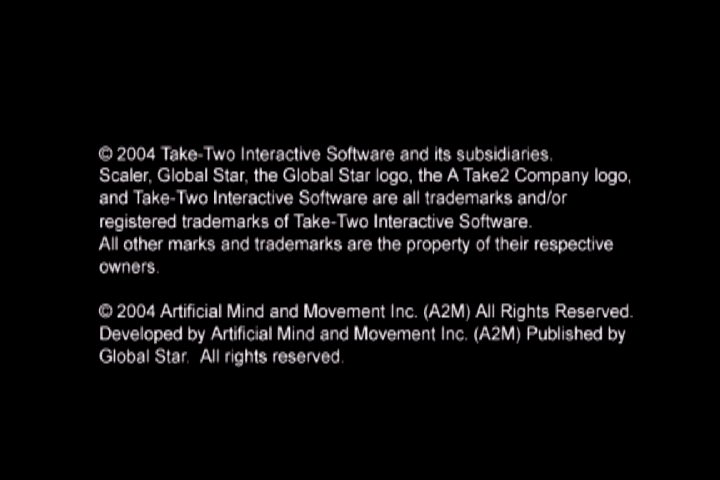 © 2004 Take-Two Interactive Software and its subsidiaries.
Scaler, Global Star, the Global Star logo, the A Take2 Company logo,
and Take-Two Interactive Software are all trademarks and/or
registered trademarks of Take-Two Interactive Software.
All other marks and trademarks are the property of their respective
owners.
© 2004 Artificial Mind and Movement Inc. (A2M) All Rights Reserved.
Developed by Artificial Mind and Movement Inc. (A2M) Published by
Global Star.  All rights reserved.